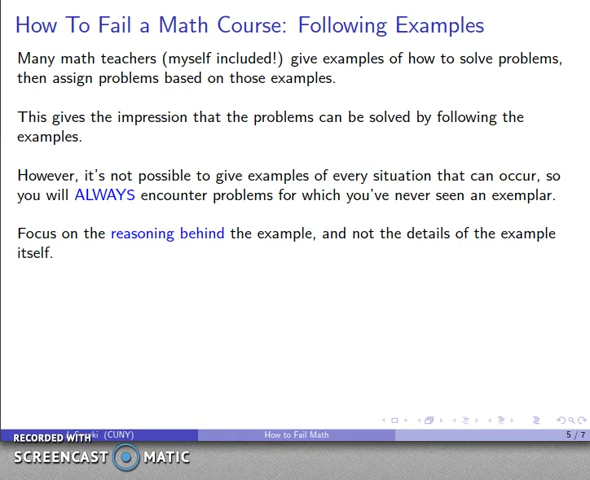 How To Fail a Math Course: Following Examples
Many math teachers (myself included!) give examples of how to solve problems,
then assign problems based on those examples.
This gives the impression that the problems can be solved by following the
examples.
However, it's not possible to give examples of every situation that can occur, so
you will ALWAYS encounter problems for which you've never seen an exemplar.
Focus on the reasoning behind the example, and not the details of the example
itself.
(CUNY) How to Fail Math 5 / 7
RECORDED WITH
SCREENCAST MATIC